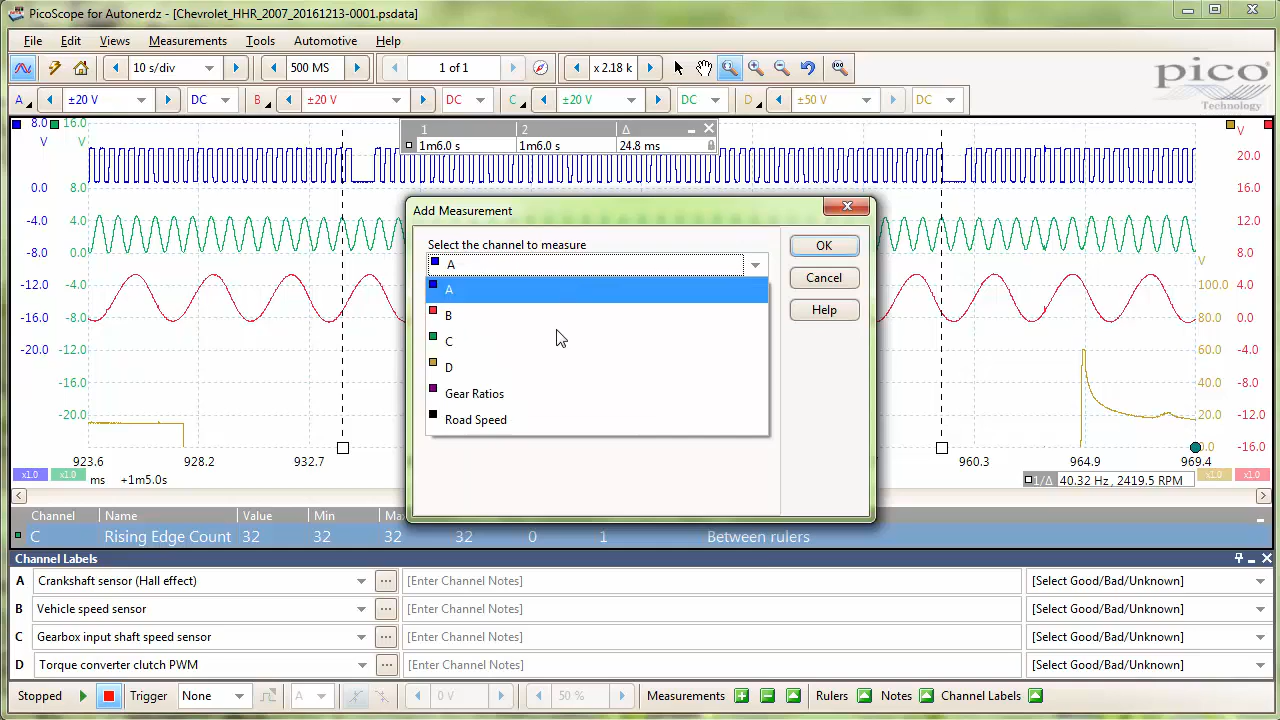 PicoScope for Autonerdz - [Chevrolet_HHR_2007_20161213-0001.psdata]
File Edit Views Measurements Tools Automotive Help
10 s/div 500 MS 1 of 1 x 2.18 k
pico
Technology
A ±20 V DC B ±20 V DC C ±20 V DC D ±50 V DC
1 2 Δ
1m6.0 s 1m6.0 s 24.8 ms
8.0 16.0
V V V
20.0
0.0 8.0 16.0
-4.0 4.0 12.0
-8.0 0.0 8.0
V
-12.0 -4.0 100.0 4.0
-16.0 -8.0 80.0 0.0
-20.0 -12.0 60.0 -4.0
-16.0 40.0 -8.0
-20.0 20.0 -12.0
0.0 -16.0
923.6 928.2 932.7 960.3 964.9 969.4
x1.0 x1.0 ms +1m5.0s 1/Δ 40.32 Hz, 2419.5 RPM x1.0 x1.0
Add Measurement
Select the channel to measure
A
A
B
C
D
Gear Ratios
Road Speed
OK
Cancel
Help
Channel Name Value Min Ma
C Rising Edge Count 32 32 32 32 0 1 Between rulers
Channel Labels
A Crankshaft sensor (Hall effect) [Enter Channel Notes] [Select Good/Bad/Unknown]
B Vehicle speed sensor [Enter Channel Notes] [Select Good/Bad/Unknown]
C Gearbox input shaft speed sensor [Enter Channel Notes] [Select Good/Bad/Unknown]
D Torque converter clutch PWM [Enter Channel Notes] [Select Good/Bad/Unknown]
Stopped Trigger None A 0 V 50 % Measurements Rulers Notes Channel Labels